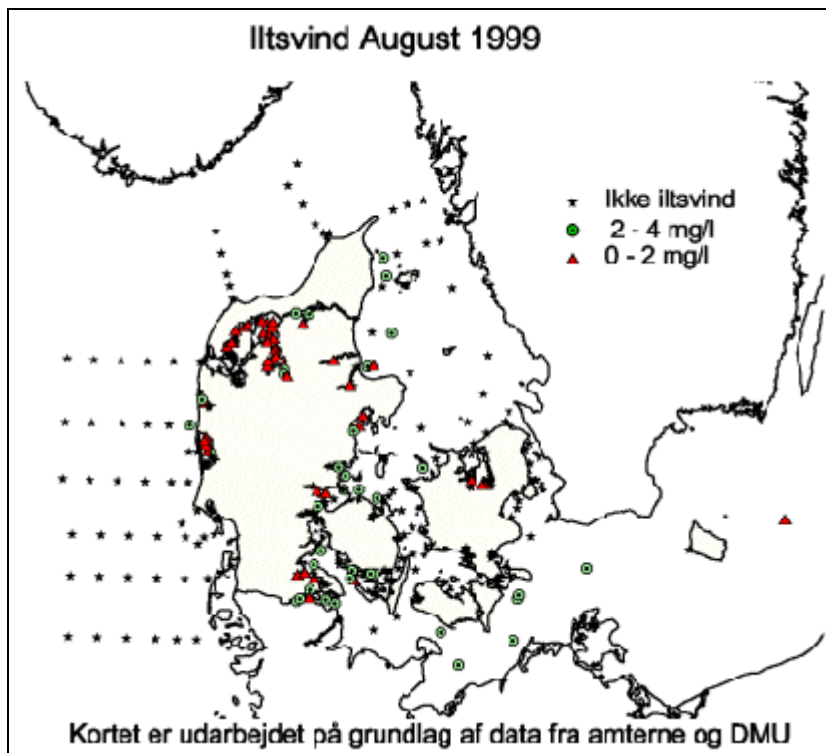 Iltsvind August 1999
Ikke iltsvind
2 - 4 mg/l
0 - 2 mg/l
Kortet er udarbejdet på grundlag af data fra amterne og DMU